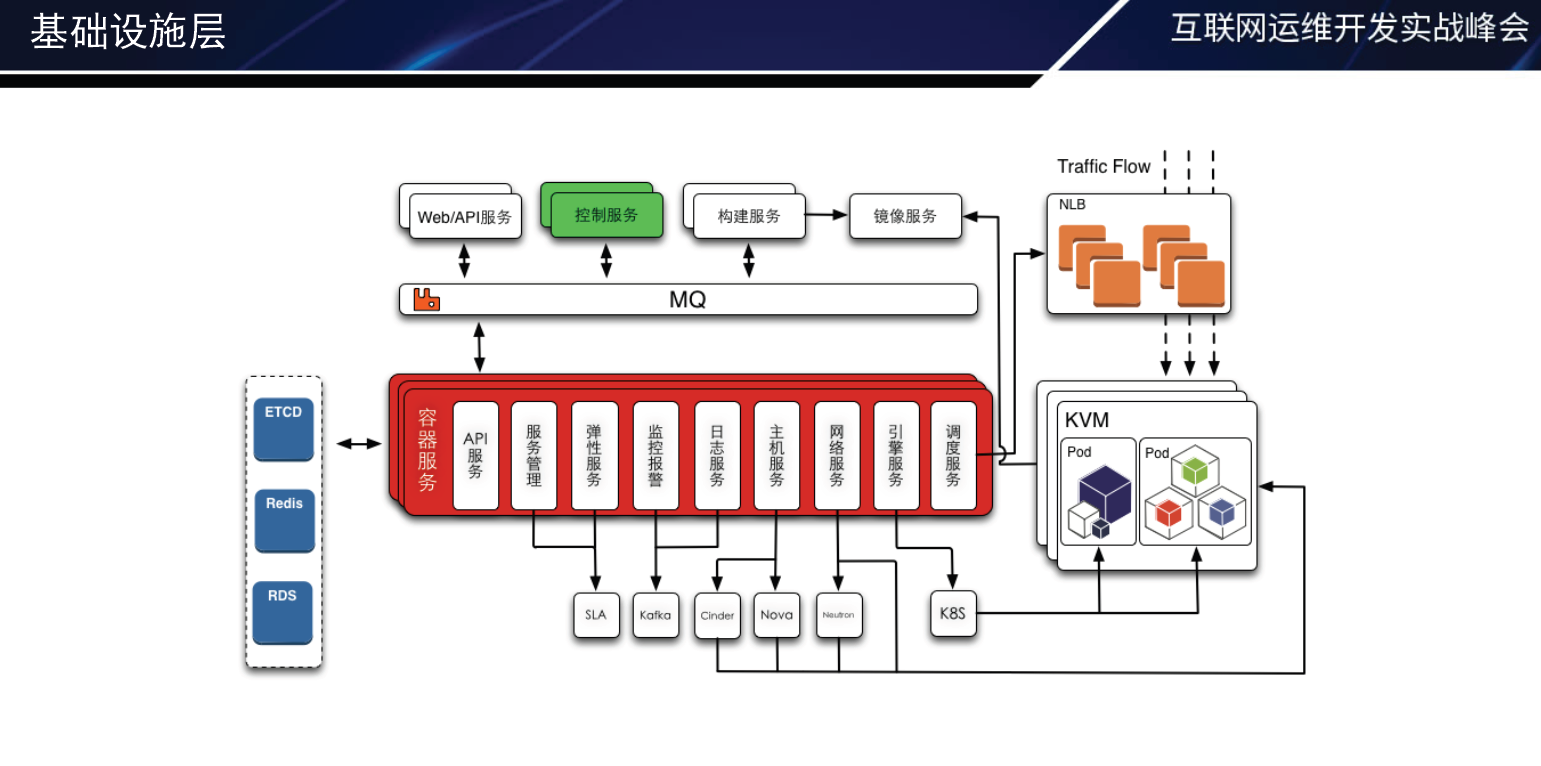 基础设施层
互联网运维开发实战峰会
Traffic Flow
Web/API服务
控制服务
构建服务
镜像服务
NLB
MQ
ETCD
Redis
RDS
容器服务
API服务
服务管理
弹性服务
监控报警
日志服务
主机服务
网络服务
引擎服务
调度服务
KVM
Pod
Pod
SLA
Kafka
Cinder
Nova
Neutron
K8S